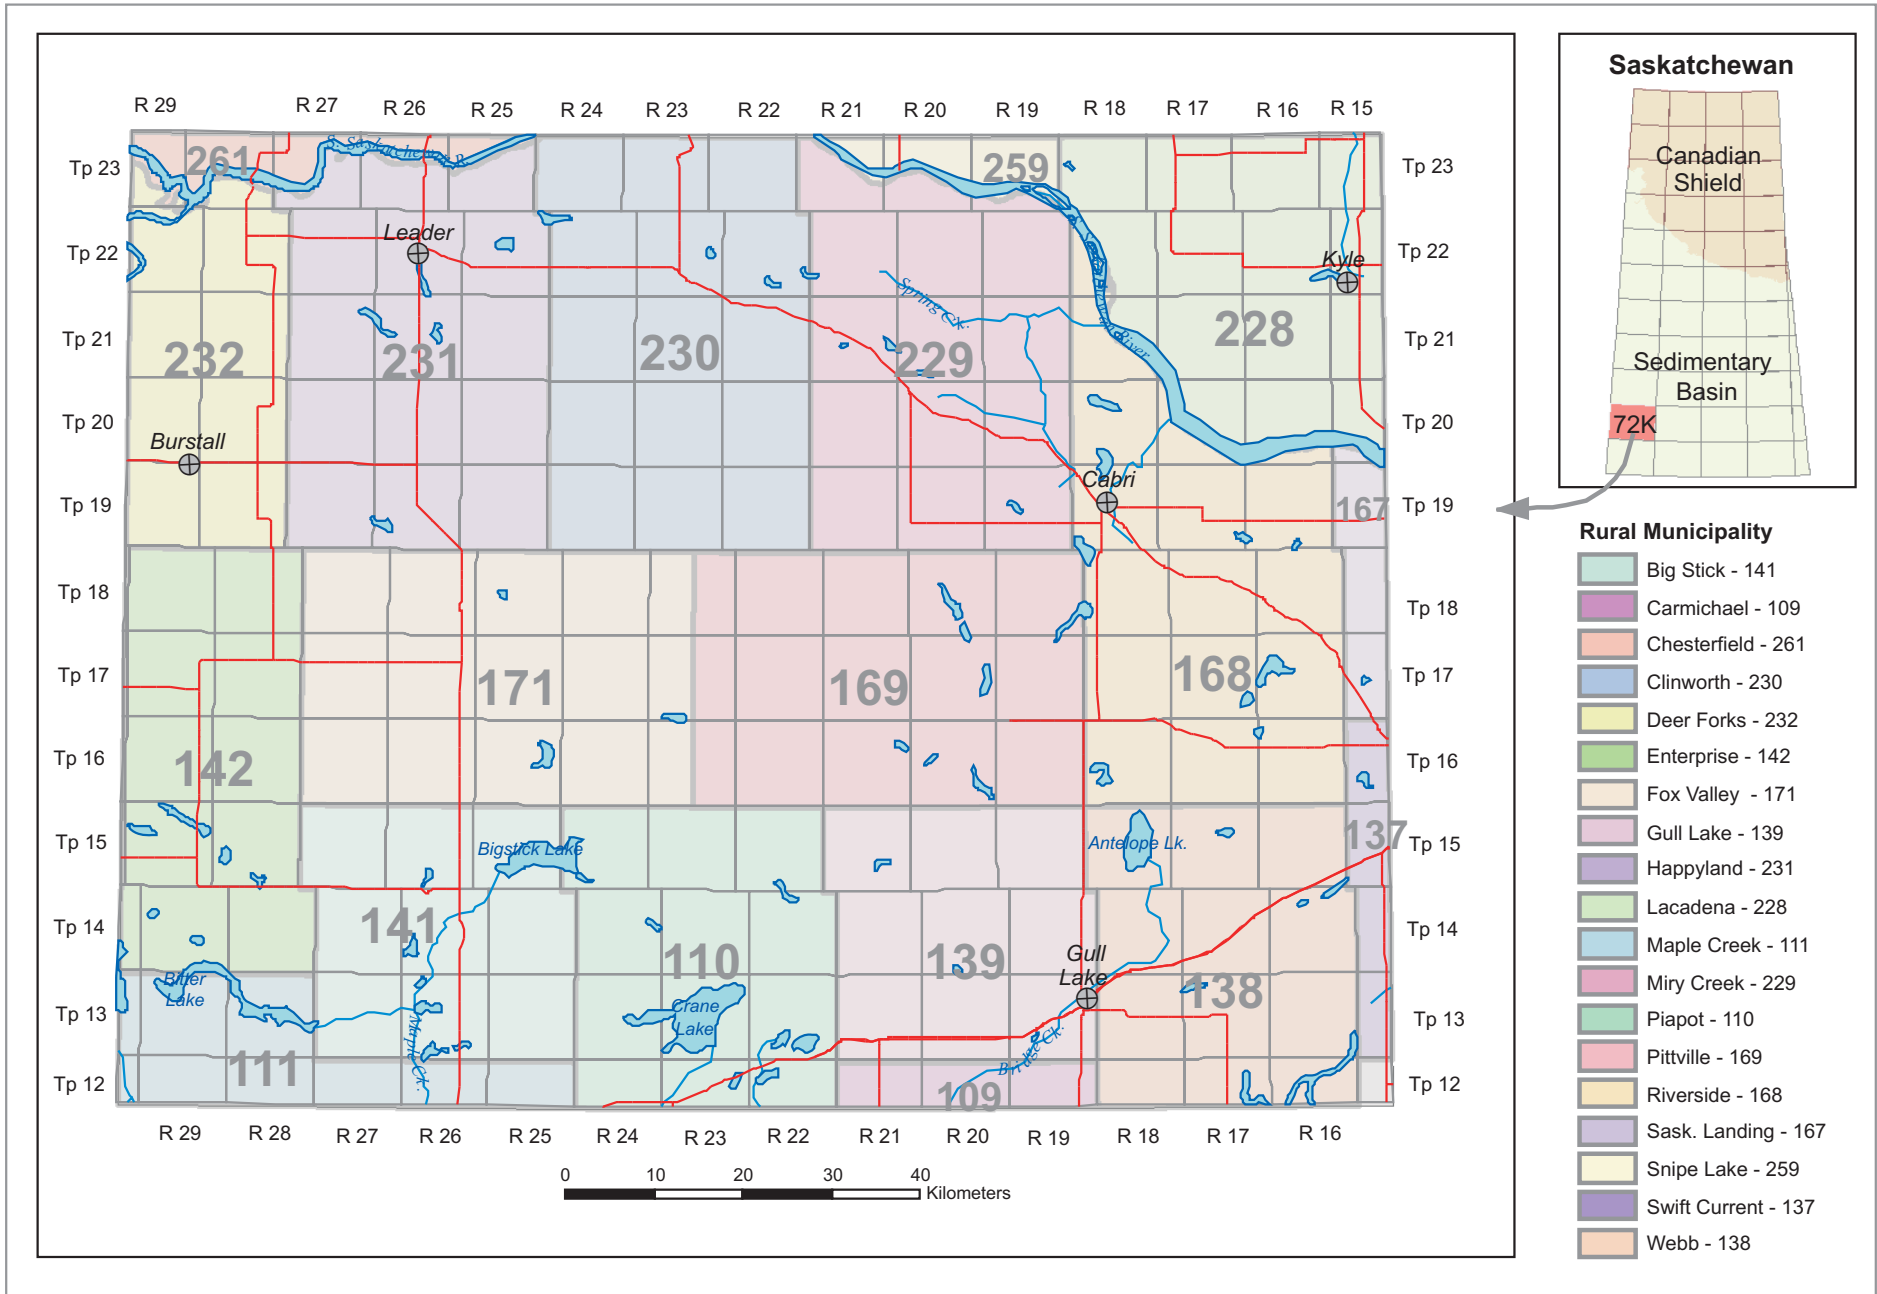 R 29
R 27
R 26
R 25
R 24
R 23
R 22
R 21
R 20
R 19
R 18
R 17
R 16
R 15
Tp 23
Tp 22
Tp 21
Tp 20
Tp 19
Tp 18
Tp 17
Tp 16
Tp 15
Tp 14
Tp 13
Tp 12
Tp 23
Tp 22
Tp 21
Tp 20
Tp 19
Tp 18
Tp 17
Tp 16
Tp 15
Tp 14
Tp 13
Tp 12
261
S. Saskatchewan R.
259
Leader
Kyle
Spring Ck.
S. Saskatchewan River
232
231
230
229
228
Burstall
Cabri
167
171
169
168
142
137
Bigstick Lake
Antelope Lk.
141
110
139
Gull
Lake
138
Bitter
Lake
Crane
Lake
Maple Ck.
Bridge Ck.
111
109
R 29
R 28
R 27
R 26
R 25
R 24
R 23
R 22
R 21
R 20
R 19
R 18
R 17
R 16
0
10
20
30
40
Kilometers
Saskatchewan
Canadian
Shield
Sedimentary
Basin
72K
Rural Municipality
Big Stick - 141
Carmichael - 109
Chesterfield - 261
Clinworth - 230
Deer Forks - 232
Enterprise - 142
Fox Valley - 171
Gull Lake - 139
Happyland - 231
Lacadena - 228
Maple Creek - 111
Miry Creek - 229
Piapot - 110
Pittville - 169
Riverside - 168
Sask. Landing - 167
Snipe Lake - 259
Swift Current - 137
Webb - 138